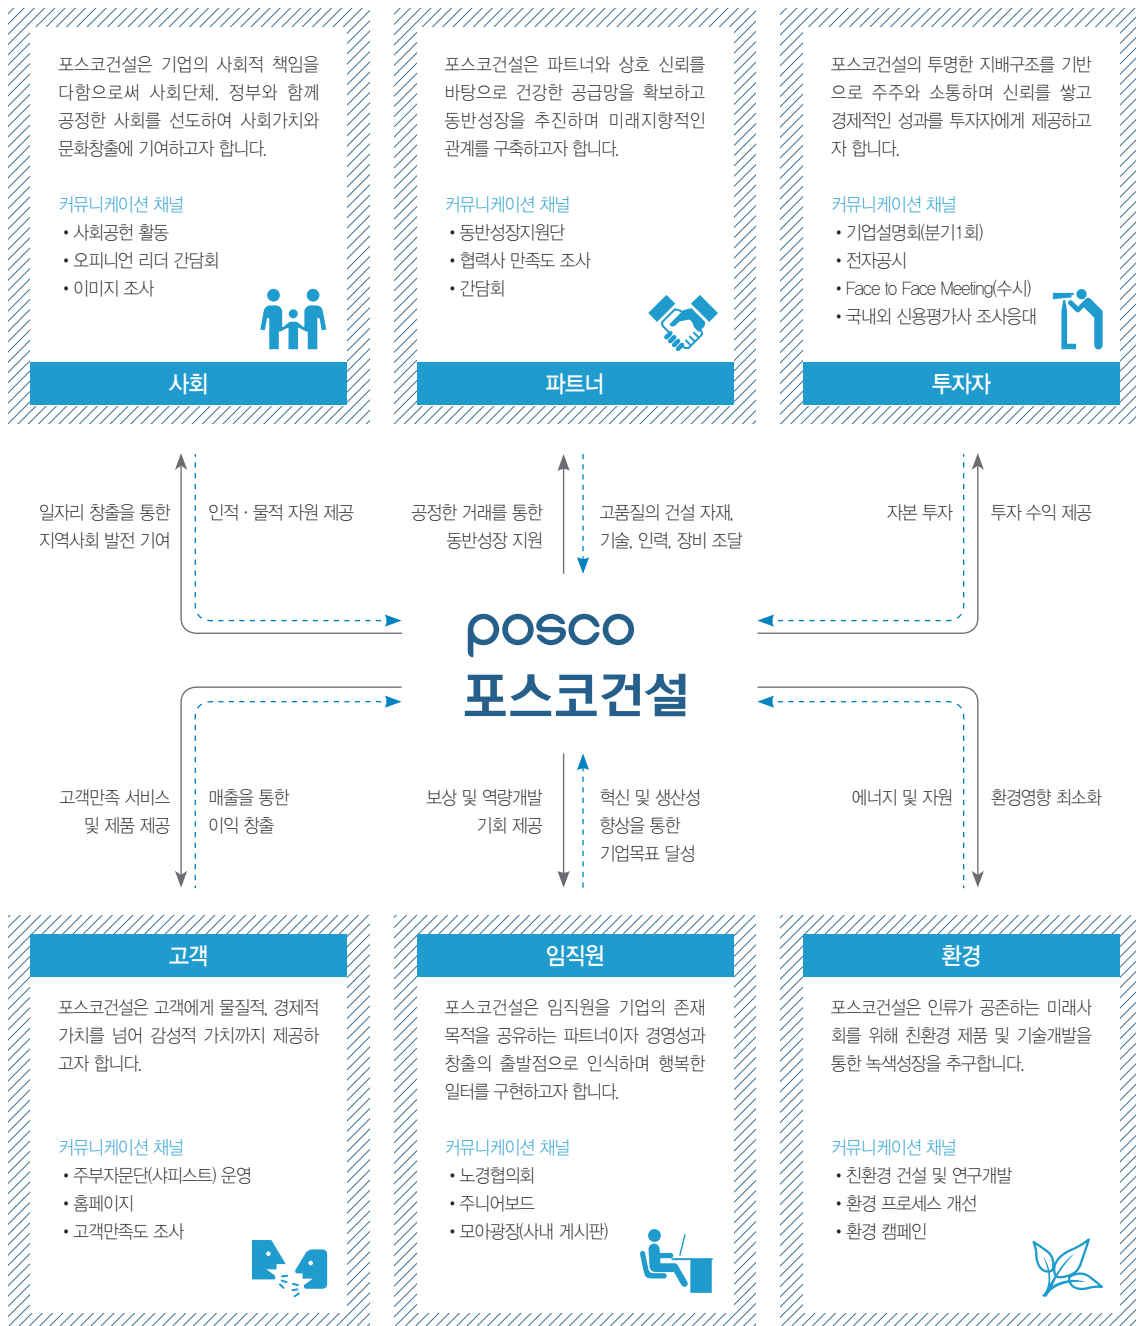 포스코건설은 기업의 사회적 책임을
다함으로써 사회단체, 정부와 함께
공정한 사회를 선도하여 사회가치와
문화창출에 기여하고자 합니다.
커뮤니케이션 채널
• 사회공헌 활동
• 오피니언 리더 간담회
• 이미지 조사
사회
포스코건설은 파트너와 상호 신뢰를
바탕으로 건강한 공급망을 확보하고
동반성장을 추진하며 미래지향적인
관계를 구축하고자 합니다.
커뮤니케이션 채널
• 동반성장지원단
• 협력사 만족도 조사
• 간담회
파트너
포스코건설의 투명한 지배구조를 기반
으로 주주와 소통하며 신뢰를 쌓고
경제적인 성과를 투자자에게 제공하고
자 합니다.
커뮤니케이션 채널
• 기업설명회(분기1회)
• 전자공시
• Face to Face Meeting(수시)
• 국내외 신용평가사 조사응대
투자자
일자리 창출을 통한
지역사회 발전 기여
인적 · 물적 자원 제공
공정한 거래를 통한
동반성장 지원
고품질의 건설 자재,
기술, 인력, 장비 조달
자본 투자
투자 수익 제공
posco
포스코건설
고객만족 서비스
및 제품 제공
매출을 통한
이익 창출
보상 및 역량개발
기회 제공
혁신 및 생산성
향상을 통한
기업목표 달성
에너지 및 자원
환경영향 최소화
고객
포스코건설은 고객에게 물질적, 경제적
가치를 넘어 감성적 가치까지 제공하
고자 합니다.
커뮤니케이션 채널
• 주부자문단(샤피스트) 운영
• 홈페이지
• 고객만족도 조사
임직원
포스코건설은 임직원을 기업의 존재
목적을 공유하는 파트너이자 경영성과
창출의 출발점으로 인식하며 행복한
일터를 구현하고자 합니다.
커뮤니케이션 채널
• 노경협의회
• 주니어보드
• 모아광장(사내 게시판)
환경
포스코건설은 인류가 공존하는 미래사
회를 위해 친환경 제품 및 기술개발을
통한 녹색성장을 추구합니다.
커뮤니케이션 채널
• 친환경 건설 및 연구개발
• 환경 프로세스 개선
• 환경 캠페인